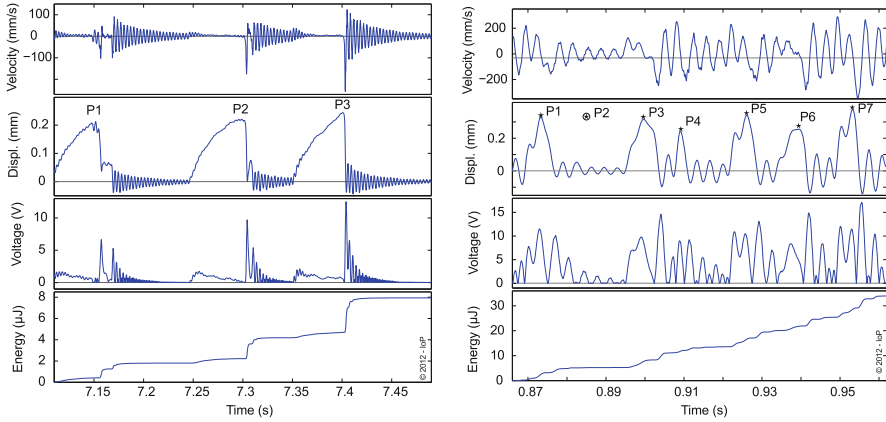 Velocity (mm/s)
100
0
−100
Displ. (mm)
0.2
0.1
0
P1
P2
P3
Voltage (V)
10
5
0
Energy (µJ)
8
6
4
2
0
© 2012 - IoP
7.15
7.2
7.25
7.3
7.35
7.4
7.45
Time (s)
Velocity (mm/s)
200
0
−200
Displ. (mm)
0.2
0
P1
P2
P3
P4
P5
P6
P7
Voltage (V)
15
10
5
0
Energy (µJ)
30
20
10
0
© 2012 - IoP
0.87
0.89
0.91
0.93
0.95
Time (s)